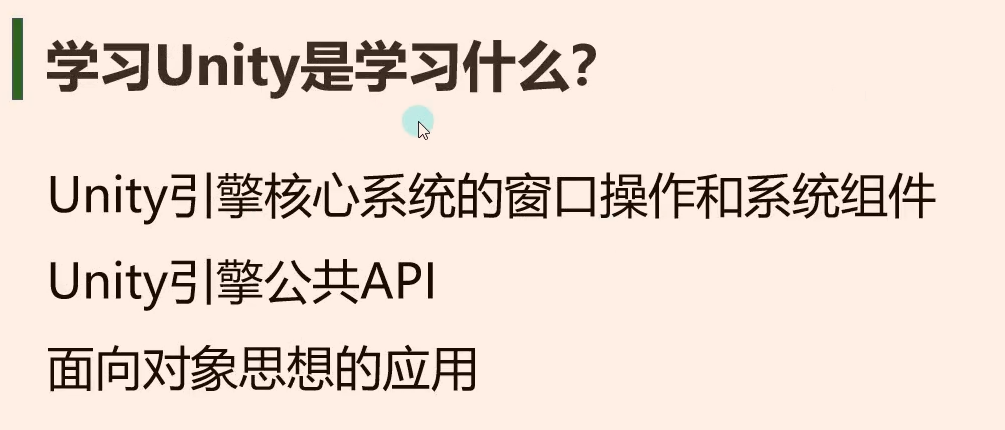 学习Unity是学习什么？
Unity引擎核心系统的窗口操作和系统组件
Unity引擎公共API
面向对象思想的应用